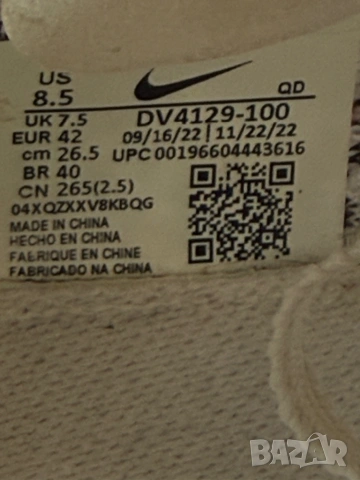 US
8.5
QD
UK 7.5
DV4129-100
EUR 42
09/16/22 | 11/22/22
cm 26.5
UPC 00196604443616
BR 40
CN 265(2.5)
04XQZXXV8KBQG
MADE IN CHINA
HECHO EN CHINA
FABRIQUE EN CHINE
FABRICADO NA CHINA
BAZAR